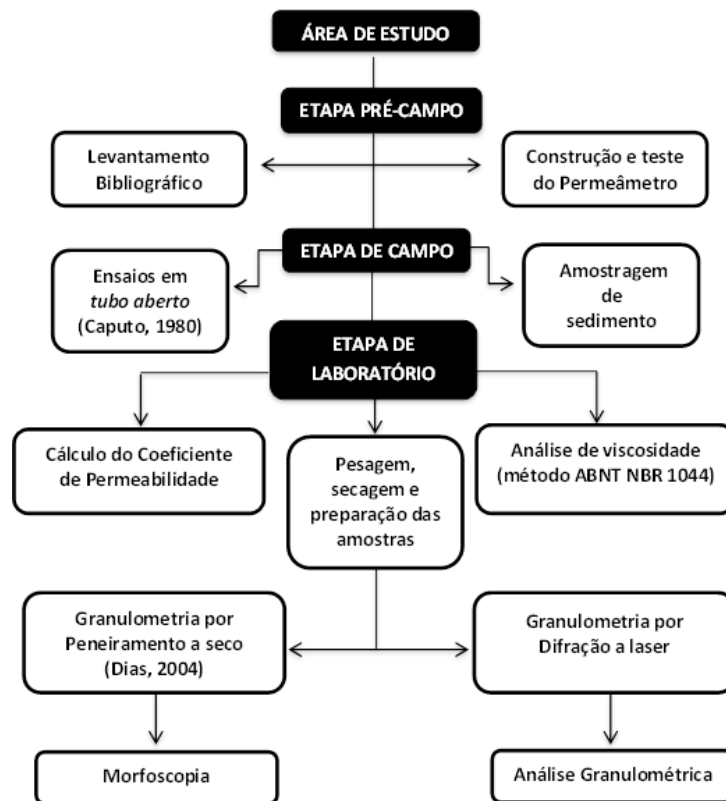 ÁREA DE ESTUDO
ETAPA PRÉ-CAMPO
Levantamento
Bibliográfico
Construção e teste
do Permeâmetro
ETAPA DE CAMPO
Ensaios em
tubo aberto
(Caputo, 1980)
Amostragem
de
sedimento
ETAPA DE
LABORATÓRIO
Cálculo do Coeficiente
de Permeabilidade
Pesagem,
secagem e
preparação das
amostras
Análise de viscosidade
(método ABNT NBR 1044)
Granulometria por
Peneiramento a seco
(Dias, 2004)
Granulometria por
Difração a laser
Morfoscopia
Análise Granulométrica